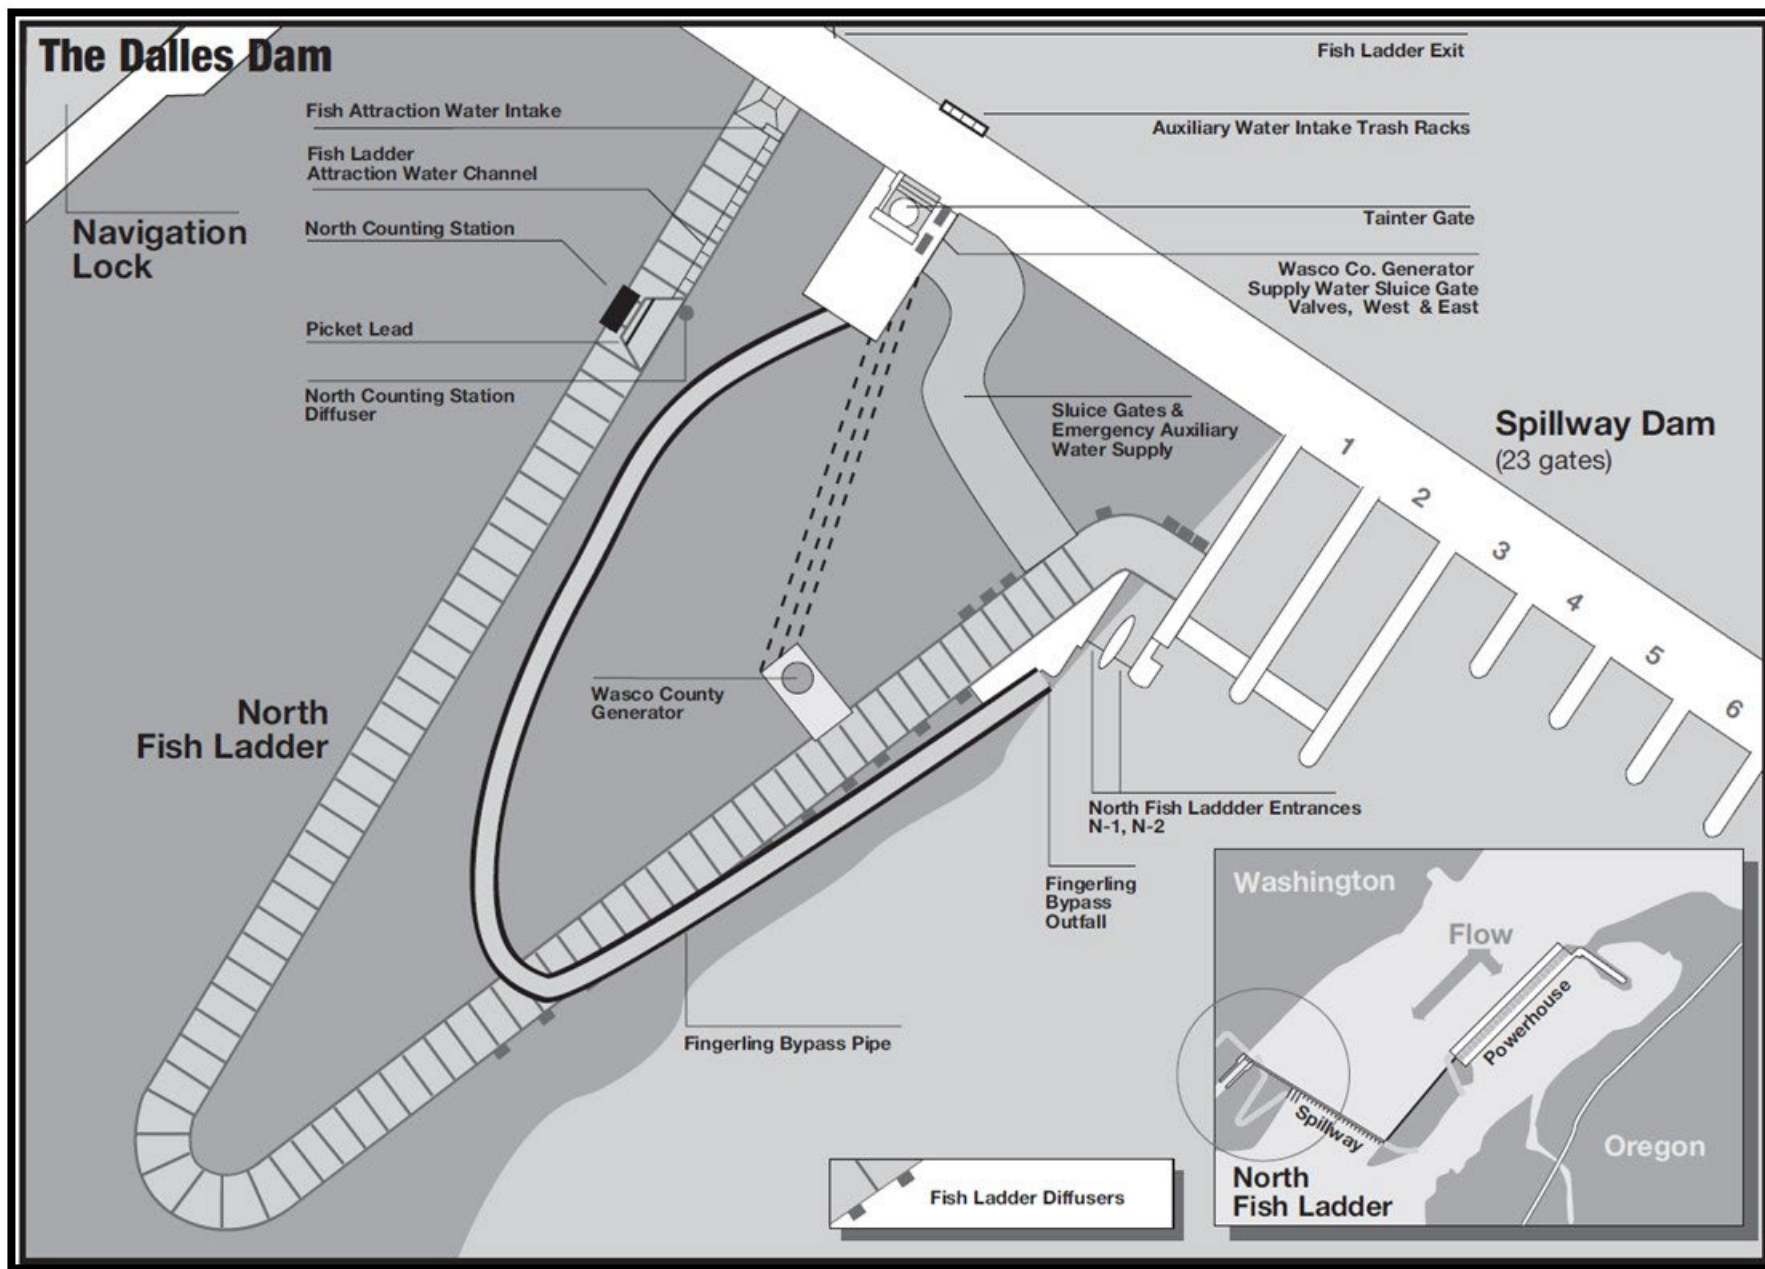 The Dalles Dam
Fish Ladder Exit
Fish Attraction Water Intake
Auxiliary Water Intake Trash Racks
Fish Ladder
Attraction Water Channel
Navigation
Lock
North Counting Station
Tainter Gate
Wasco Co. Generator
Supply Water Sluice Gate
Valves, West & East
Picket Lead
North Counting Station
Diffuser
Sluice Gates &
Emergency Auxiliary
Water Supply
Spillway Dam
(23 gates)
1
2
3
4
5
6
Wasco County
Generator
North
Fish Ladder
North Fish Laddder Entrances
N-1, N-2
Fingerling
Bypass
Outfall
Fingerling Bypass Pipe
Washington
Flow
Powerhouse
Spillway
Oregon
North
Fish Ladder
Fish Ladder Diffusers